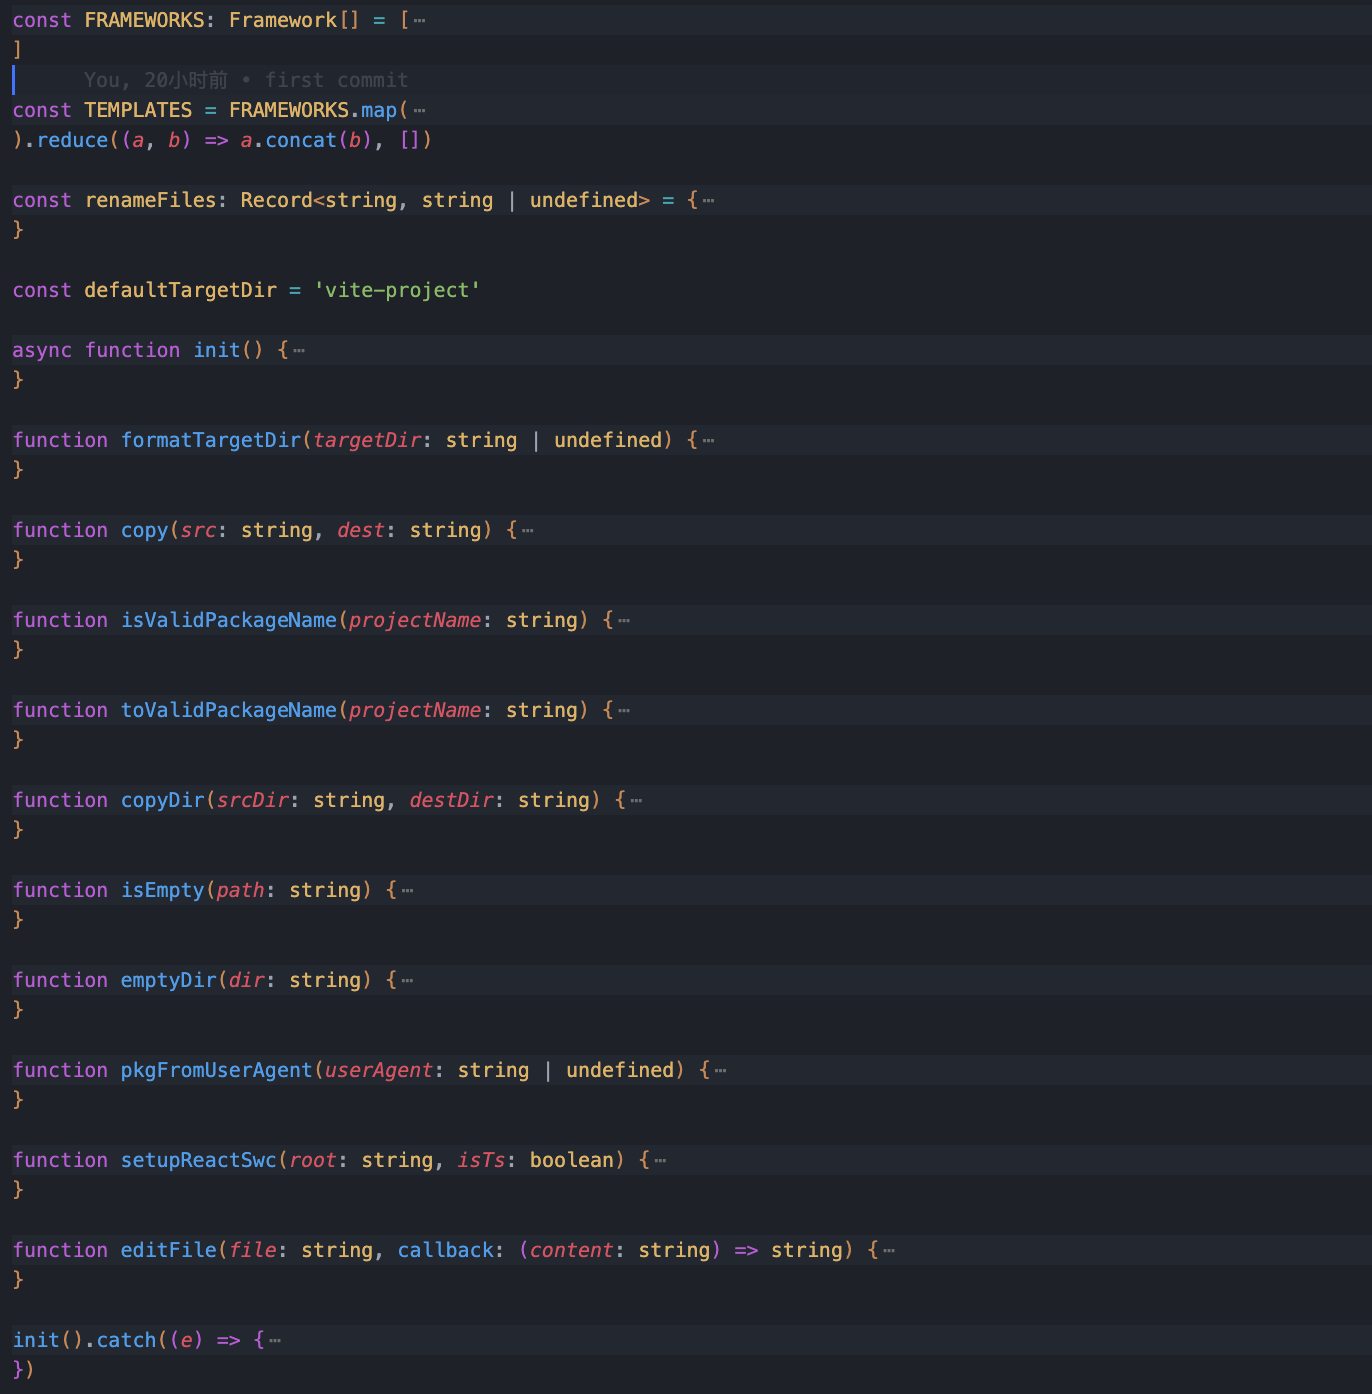 const FRAMEWORKS: Framework[] = [⋯
]
You, 20小时前 • first commit
const TEMPLATES = FRAMEWORKS.map(⋯
).reduce((a, b) => a.concat(b), [])
const renameFiles: Record<string, string | undefined> = {⋯
}
const defaultTargetDir = 'vite-project'
async function init() {⋯
}
function formatTargetDir(targetDir: string | undefined) {⋯
}
function copy(src: string, dest: string) {⋯
}
function isValidPackageName(projectName: string) {⋯
}
function toValidPackageName(projectName: string) {⋯
}
function copyDir(srcDir: string, destDir: string) {⋯
}
function isEmpty(path: string) {⋯
}
function emptyDir(dir: string) {⋯
}
function pkgFromUserAgent(userAgent: string | undefined) {⋯
}
function setupReactSwc(root: string, isTs: boolean) {⋯
}
function editFile(file: string, callback: (content: string) => string) {⋯
}
init().catch((e) => {⋯
})